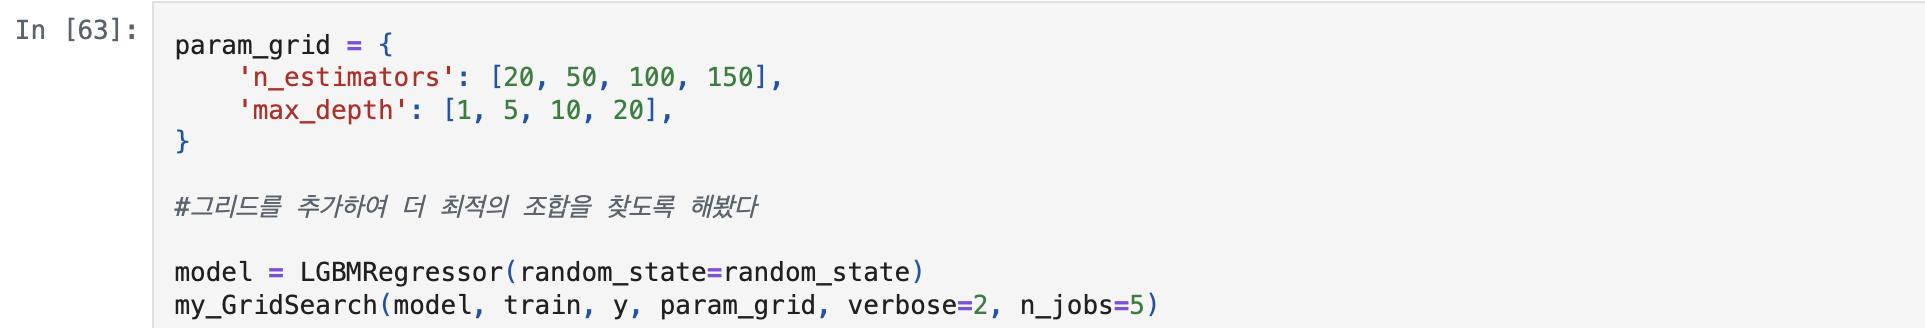 In [63]:
param_grid = {
    'n_estimators': [20, 50, 100, 150],
    'max_depth': [1, 5, 10, 20],
}
#그리드를 추가하여 더 최적의 조합을 찾도록 해봤다
model = LGBMRegressor(random_state=random_state)
my_GridSearch(model, train, y, param_grid, verbose=2, n_jobs=5)